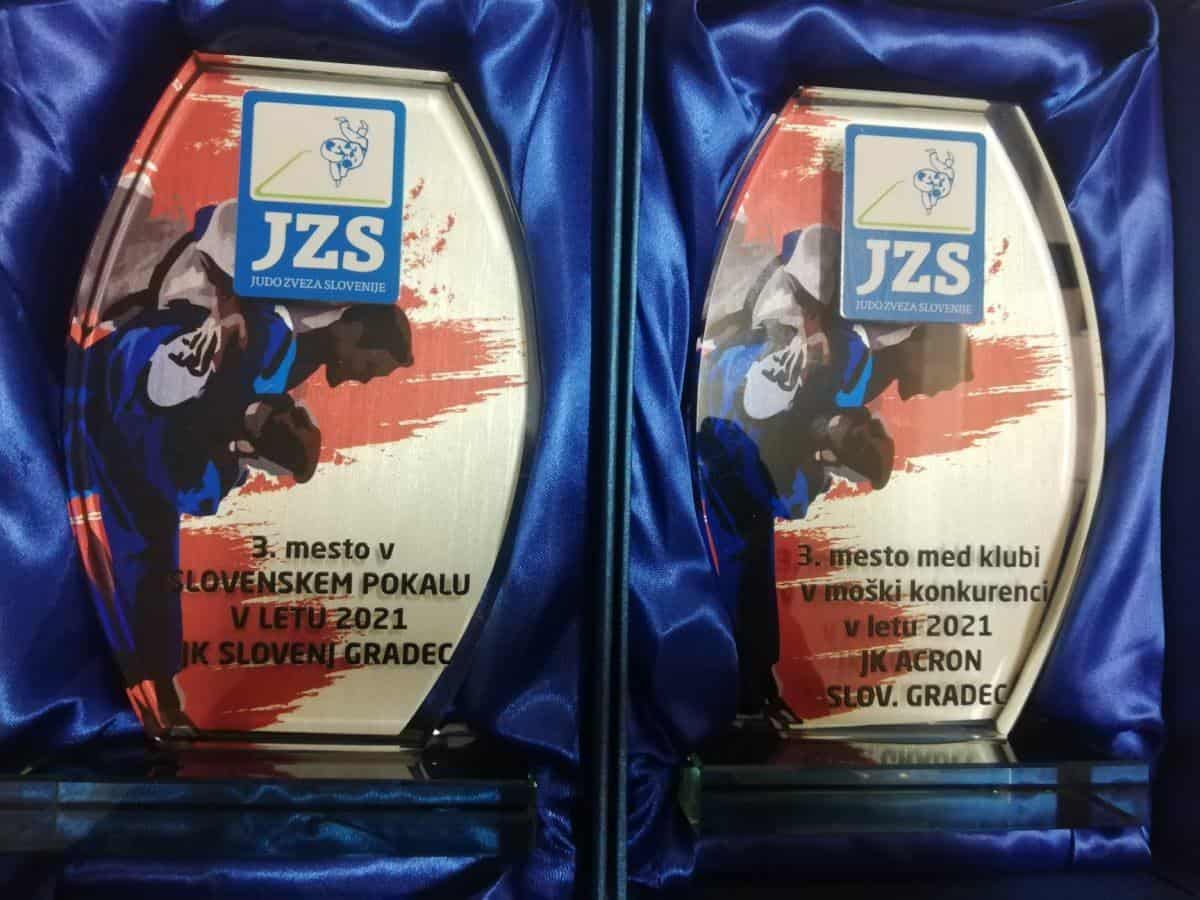 JZS
JUDO ZVEZA SLOVENIJE
3. mesto v
SLOVENSKEM POKALU
V LETU 2021
JK SLOVENJ GRADEC
JZS
JUDO ZVEZA SLOVENIJE
3. mesto med klubi
v moški konkurenci
v letu 2021
JK ACRON
SLOV. GRADEC